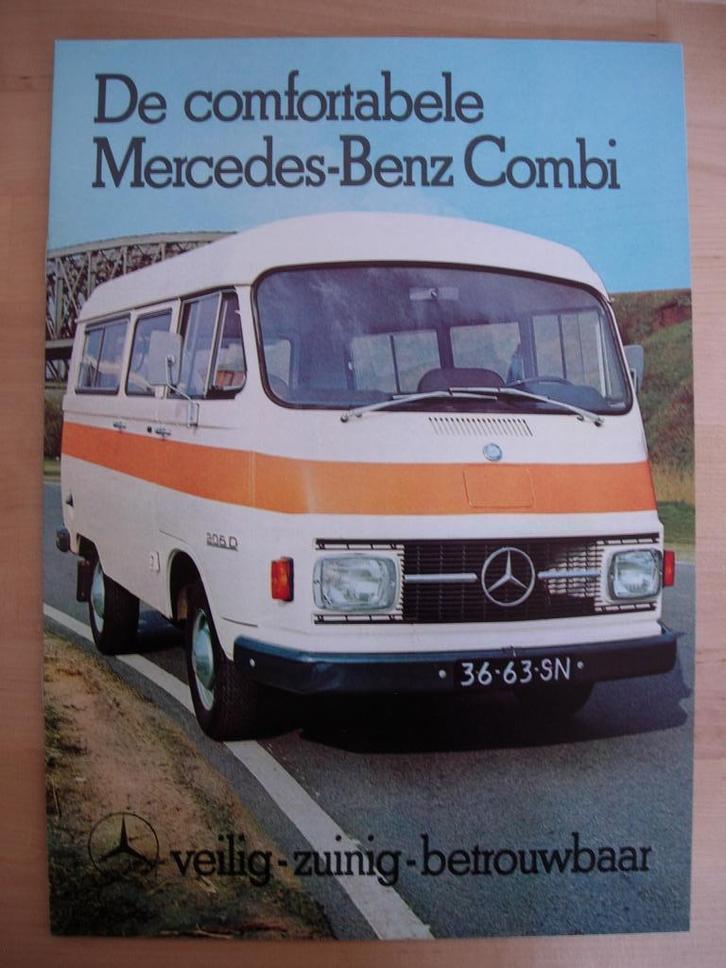 De comfortabele
Mercedes-Benz Combi
206 D
36-63-SN
veilig-zuinig-betrouwbaar